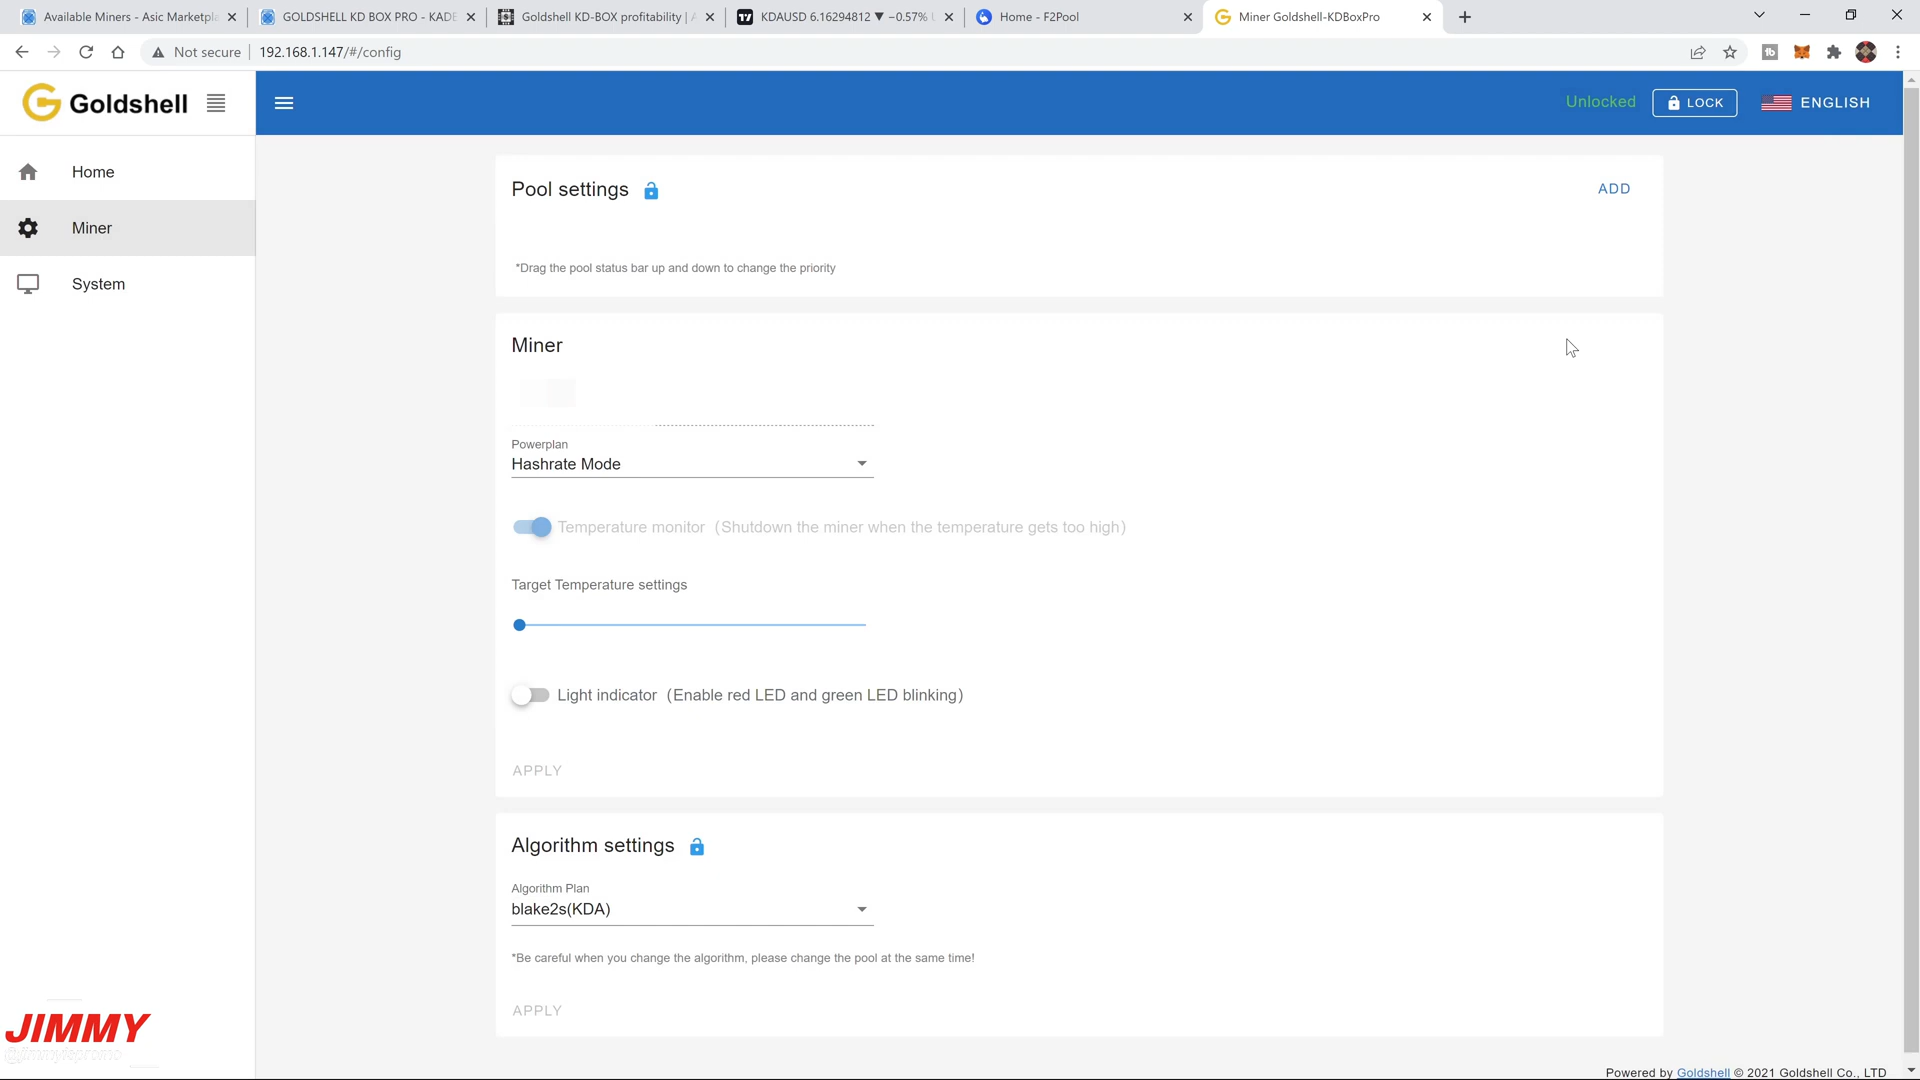 Available Miners - Asic Marketpla
GOLDSHELL KD BOX PRO - KADE
Goldshell KD-BOX profitability | A
KDAUSD 6.16294812 ▼ −0.57% U
Home - F2Pool
Miner Goldshell-KDBoxPro
Not secure
192.168.1.147/#/config
Goldshell
Unlocked
LOCK
ENGLISH
Home
Miner
System
Pool settings
ADD
*Drag the pool status bar up and down to change the priority
Miner
Powerplan
Hashrate Mode
Temperature monitor (Shutdown the miner when the temperature gets too high)
Target Temperature settings
Light indicator (Enable red LED and green LED blinking)
APPLY
Algorithm settings
Algorithm Plan
blake2s(KDA)
*Be careful when you change the algorithm, please change the pool at the same time!
APPLY
JIMMY
Powered by Goldshell © 2021 Goldshell Co., LTD